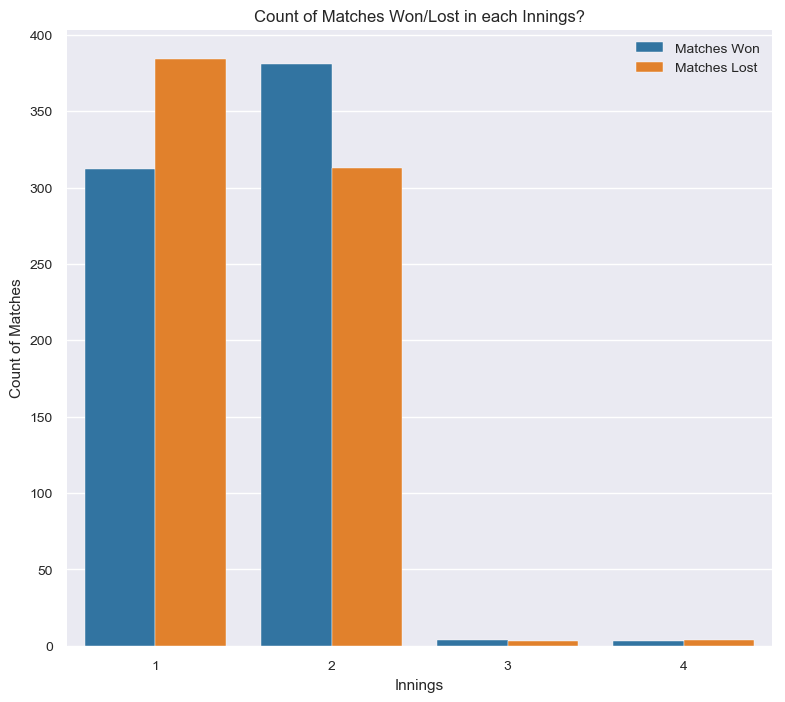 Count of Matches Won/Lost in each Innings?
Matches Won
Matches Lost
Count of Matches
400
350
300
250
200
150
100
50
0
1 2 3 4
Innings